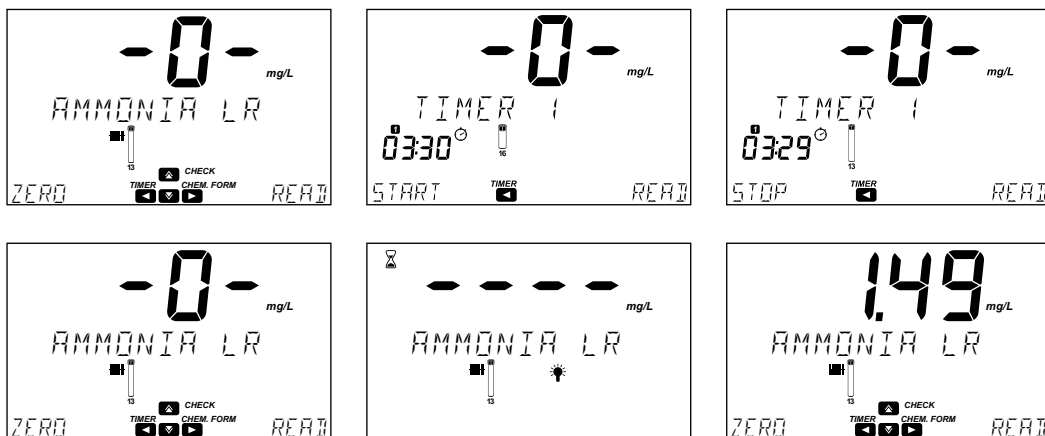 -0-
mg/L
AMMONIA LR
13
CHECK
TIMER CHEM. FORM
ZERO READ
-0-
mg/L
TIMER 1
1
03:30
16
TIMER
START READ
-0-
mg/L
TIMER 1
1
03:29
13
TIMER
STOP READ
-0-
mg/L
AMMONIA LR
13
CHECK
TIMER CHEM. FORM
ZERO READ
- - - -
mg/L
AMMONIA LR
13
1.49
mg/L
AMMONIA LR
13
CHECK
TIMER CHEM. FORM
ZERO READ